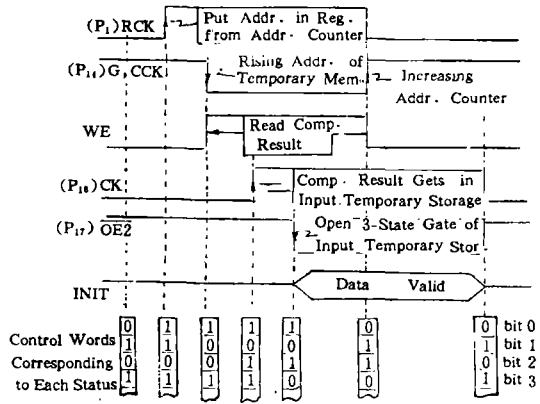 (P₁)RCK
Put Addr. in Reg.
from Addr. Counter
(P₁₄)G,CCK
Rising Addr. of
Temporary Mem.
Increasing
Addr. Counter
WE
Read Comp.
Result
(P₁₆)CK
Comp. Result Gets in
Input Temporary Storage
(P₁₇)OE2
Open 3-State Gate of
Input Temporary Stor
INIT
Data Valid
0 1 1 1 1 0 0 bit 0
Control Words 1 1 0 0 0 1 1 bit 1
Corresponding 0 0 0 1 1 1 0 bit 2
to Each Status 1 1 1 1 0 0 1 bit 3